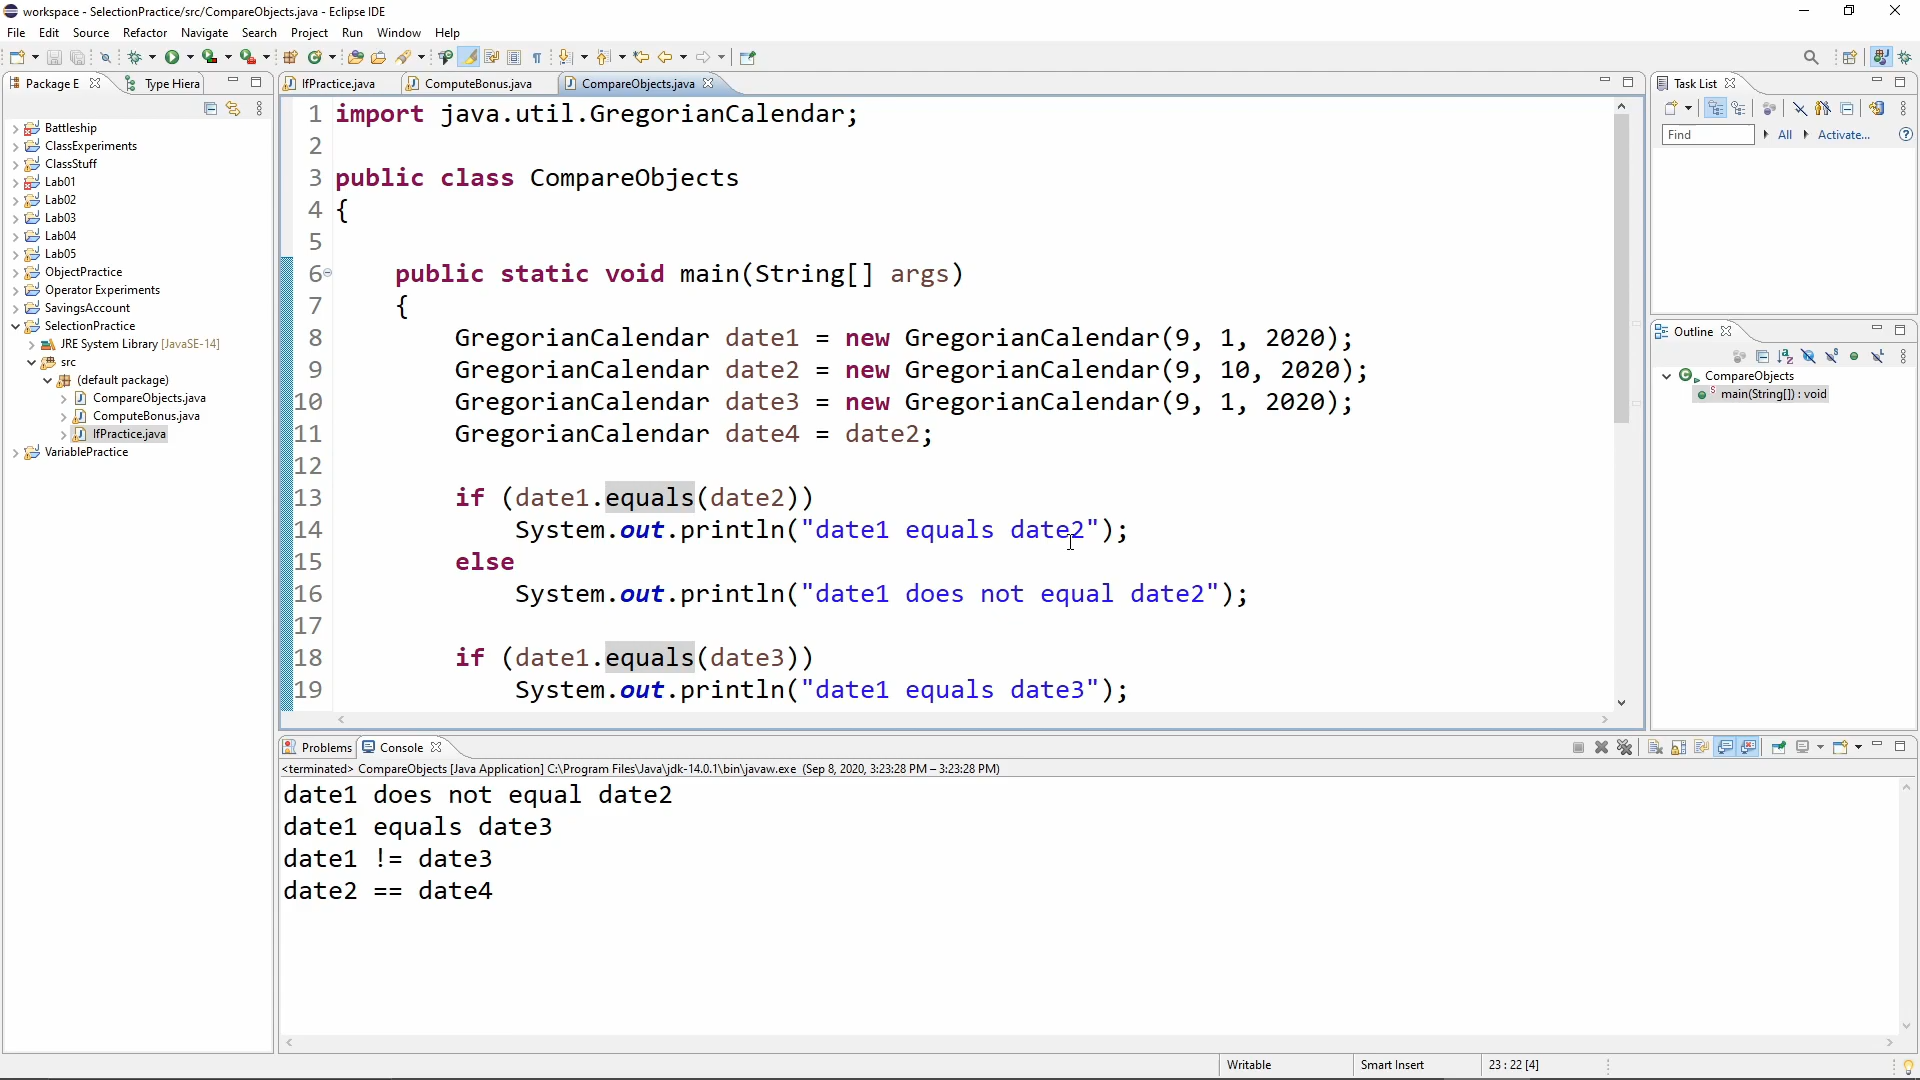 workspace - SelectionPractice/src/CompareObjects.java - Eclipse IDE
File Edit Source Refactor Navigate Search Project Run Window Help
Package E
Type Hiera
IfPractice.java
ComputeBonus.java
CompareObjects.java
Task List
Find
All
Activate...
Battleship
ClassExperiments
ClassStuff
Lab01
Lab02
Lab03
Lab04
Lab05
ObjectPractice
Operator Experiments
SavingsAccount
SelectionPractice
JRE System Library [JavaSE-14]
src
(default package)
CompareObjects.java
ComputeBonus.java
IfPractice.java
VariablePractice
1 import java.util.GregorianCalendar;
2
3 public class CompareObjects
4 {
5
6 public static void main(String[] args)
7 {
8 GregorianCalendar date1 = new GregorianCalendar(9, 1, 2020);
9 GregorianCalendar date2 = new GregorianCalendar(9, 10, 2020);
10 GregorianCalendar date3 = new GregorianCalendar(9, 1, 2020);
11 GregorianCalendar date4 = date2;
12
13 if (date1.equals(date2))
14 System.out.println("date1 equals date2");
15 else
16 System.out.println("date1 does not equal date2");
17
18 if (date1.equals(date3))
19 System.out.println("date1 equals date3");
Outline
CompareObjects
main(String[]) : void
Problems
Console
<terminated> CompareObjects [Java Application] C:\Program Files\Java\jdk-14.0.1\bin\javaw.exe (Sep 8, 2020, 3:23:28 PM – 3:23:28 PM)
date1 does not equal date2
date1 equals date3
date1 != date3
date2 == date4
Writable
Smart Insert
23 : 22 [4]